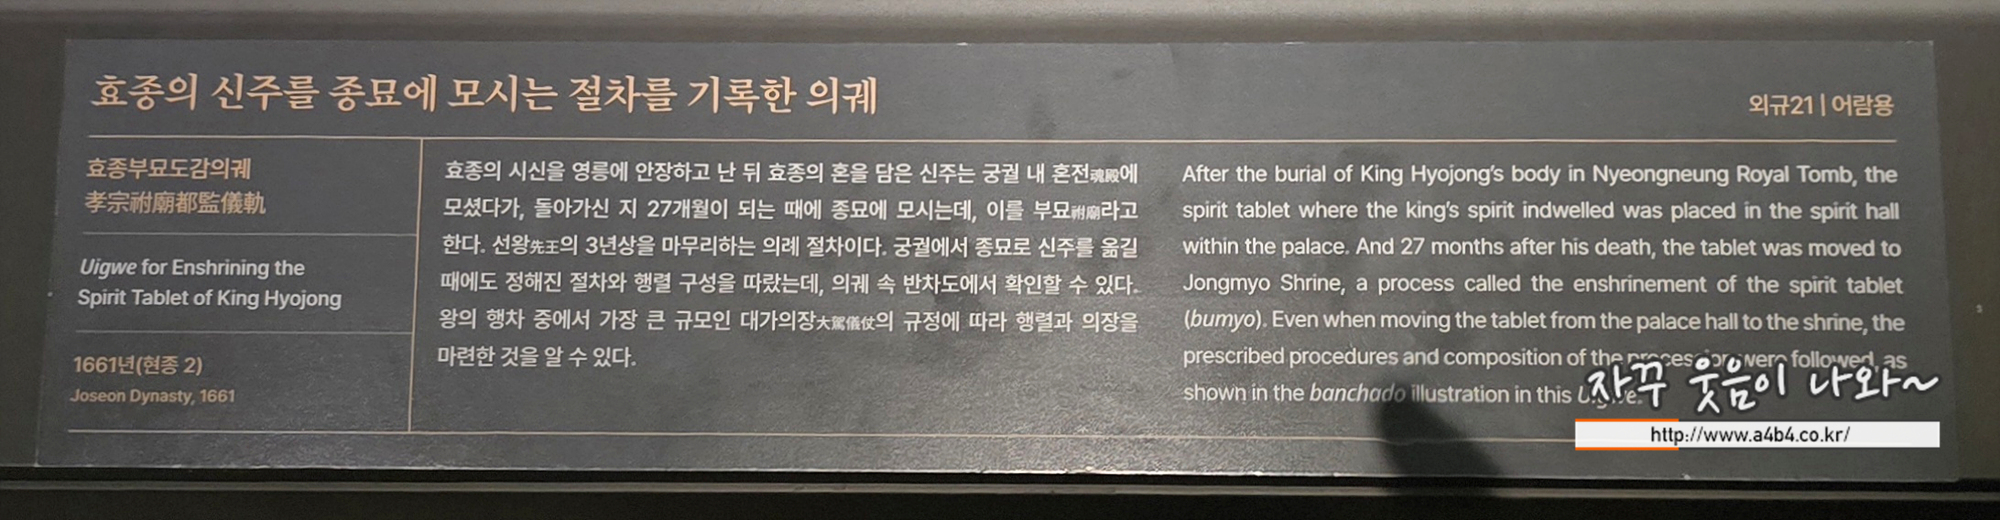 효종의 신주를 종묘에 모시는 절차를 기록한 의궤
외규21 | 어람용
효종부묘도감의궤
孝宗祔廟都監儀軌
Uigwe for Enshrining the
Spirit Tablet of King Hyojong
1661년(현종 2)
Joseon Dynasty, 1661
효종의 시신을 영릉에 안장하고 난 뒤 효종의 혼을 담은 신주는 궁궐 내 혼전魂殿에
모셨다가, 돌아가신 지 27개월이 되는 때에 종묘에 모시는데, 이를 부묘祔廟라고
한다. 선왕先王의 3년상을 마무리하는 의례 절차이다. 궁궐에서 종묘로 신주를 옮길
때에도 정해진 절차와 행렬 구성을 따랐는데, 의궤 속 반차도에서 확인할 수 있다.
왕의 행차 중에서 가장 큰 규모인 대가의장大駕儀仗의 규정에 따라 행렬과 의장을
마련한 것을 알 수 있다.
After the burial of King Hyojong's body in Nyeongneung Royal Tomb, the
spirit tablet where the king's spirit indwelled was placed in the spirit hall
within the palace. And 27 months after his death, the tablet was moved to
Jongmyo Shrine, a process called the enshrinement of the spirit tablet
(bumyo). Even when moving the tablet from the palace hall to the shrine, the
prescribed procedures and composition of the procession were followed, as
shown in the banchado illustration in this Uigwe.
자꾸 웃음이 나와~
http://www.a4b4.co.kr/